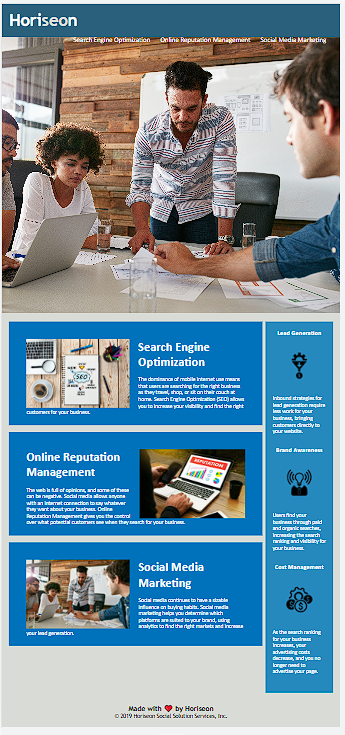 Horiseon
Search Engine Optimization Online Reputation Management Social Media Marketing
SEO
Search Engine
Optimization
The dominance of mobile internet use means
that users are searching for the right business
as they travel, shop, or sit on their couch at
home. Search Engine Optimization (SEO) allows
you to increase your visibility and find the right
customers for your business.
REPUTATION
Online Reputation
Management
The web is full of opinions, and some of these
can be negative. Social media allows anyone
with an internet connection to say whatever
they want about your business. Online
Reputation Management gives you the control
over what potential customers see when they search for your business.
Social Media
Marketing
Social media continues to have a sizable
influence on buying habits. Social media
marketing helps you determine which
platforms are suited to your brand, using
analytics to find the right markets and increase
your lead generation.
Lead Generation
Inbound strategies for
lead generation require
less work for your
business, bringing
customers directly to
your website.
Brand Awareness
Users find your
business through paid
and organic searches,
increasing the search
ranking and visibility for
your business.
Cost Management
As the search ranking
for your business
increases, your
advertising costs
decrease, and you no
longer need to
advertise your page.
Made with ❤️ by Horiseon
© 2019 Horiseon Social Solution Services, Inc.